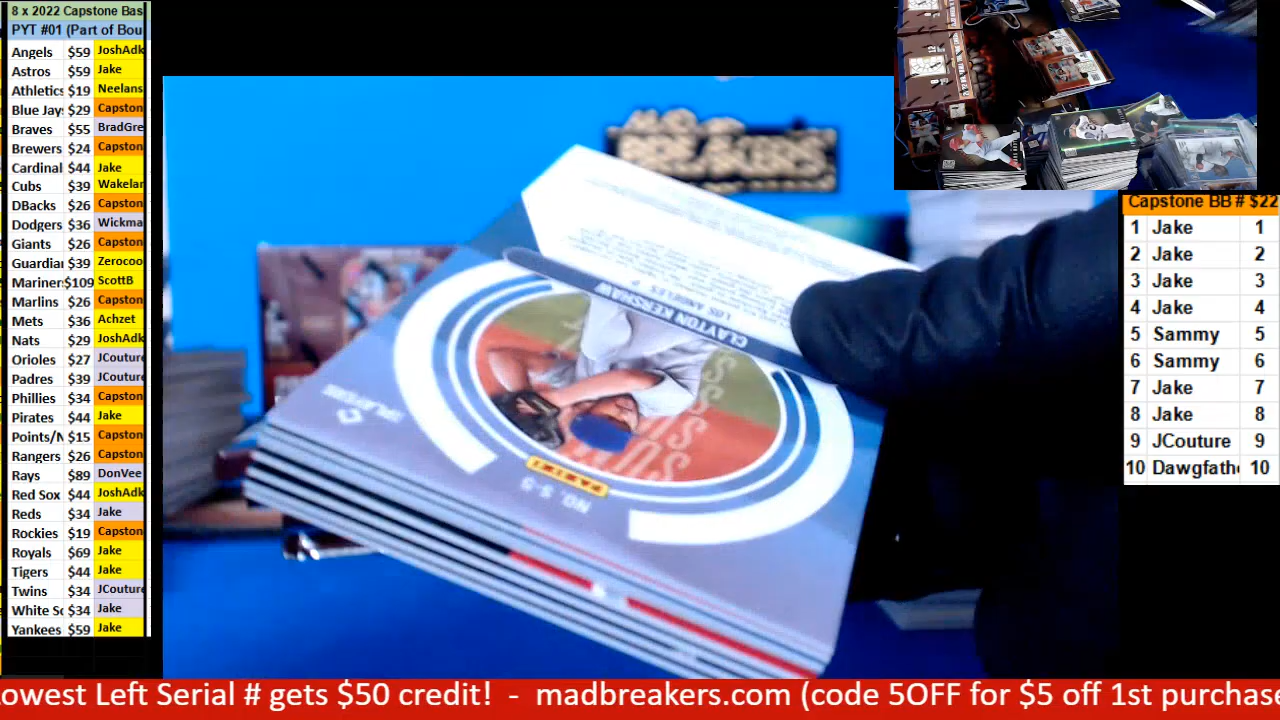 8 x 2022 Capstone Bas
PYT #01 (Part of Bou
Angels $59 JoshAdk
Astros $59 Jake
Athletics $19 Neelans
Blue Jay $29 Capston
Braves $55 BradGre
Brewers $24 Capston
Cardinal $44 Jake
Cubs $39 Wakelar
DBacks $26 Capston
Dodgers $36 Wickma
Giants $26 Capston
Guardia $39 Zerocoo
Mariner $109 ScottB
Marlins $26 Capston
Mets $36 Achzet
Nats $29 JoshAdk
Orioles $27 JCouture
Padres $39 JCouture
Phillies $34 Capston
Pirates $44 Jake
Points/N $15 Capston
Rangers $26 Capston
Rays $89 DonVee
Red Sox $44 JoshAdk
Reds $34 Jake
Rockies $19 Capston
Royals $69 Jake
Tigers $44 Jake
Twins $34 JCouture
White So $34 Jake
Yankees $59 Jake
BREAKERS
CLAYTON KERSHAW
LOS ANGELES P
PANINI
NO. S-5
Capstone BB # $22
1 Jake 1
2 Jake 2
3 Jake 3
4 Jake 4
5 Sammy 5
6 Sammy 6
7 Jake 7
8 Jake 8
9 JCouture 9
10 Dawgfath 10
owest Left Serial # gets $50 credit! - madbreakers.com (code 5OFF for $5 off 1st purchase